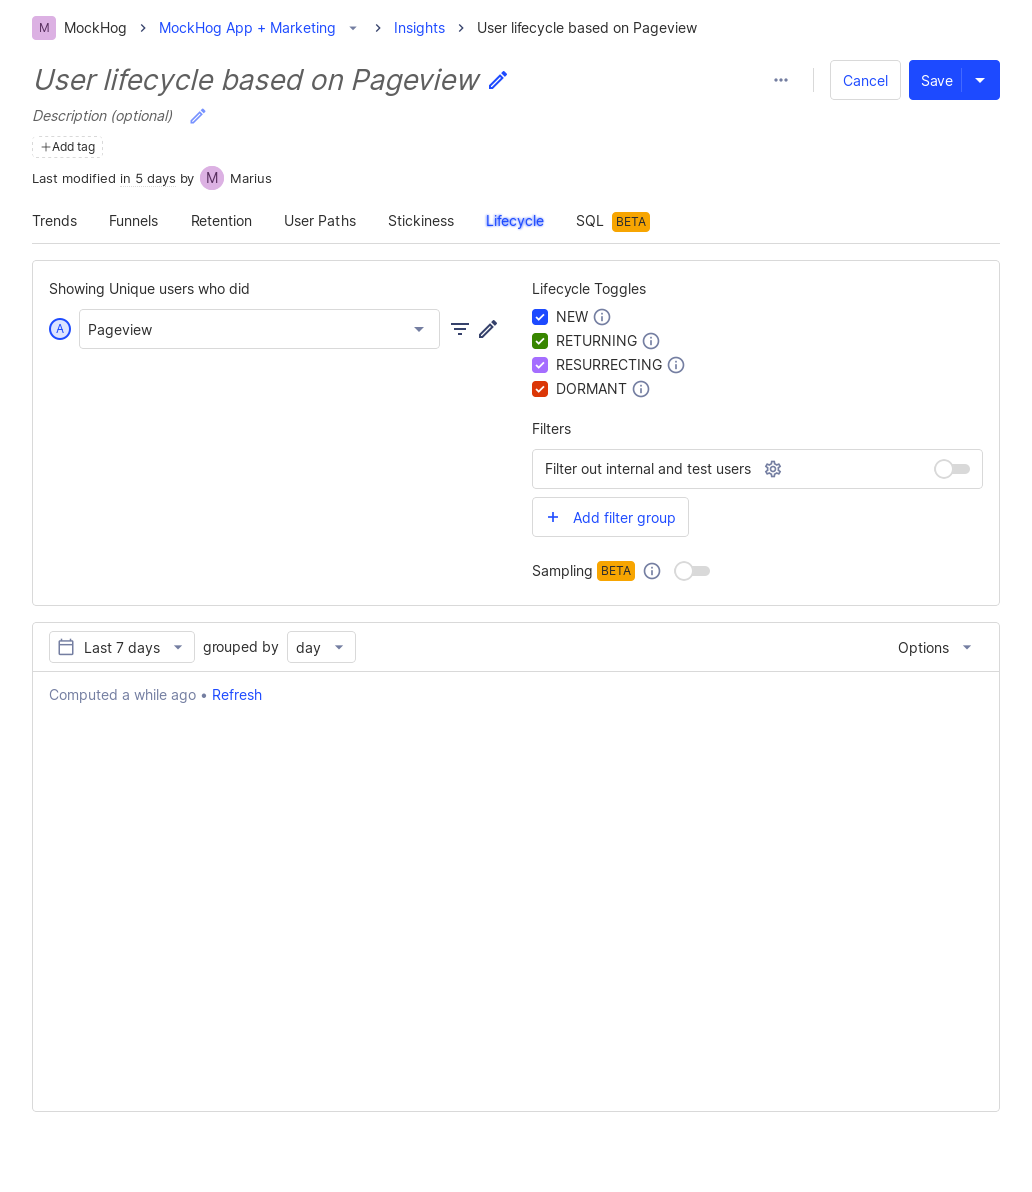 M MockHog MockHog App + Marketing Insights User lifecycle based on Pageview
User lifecycle based on Pageview
Cancel Save
Description (optional)
+Add tag
Last modified in 5 days by M Marius
Trends Funnels Retention User Paths Stickiness Lifecycle SQL BETA
Showing Unique users who did
A Pageview
Lifecycle Toggles
NEW
RETURNING
RESURRECTING
DORMANT
Filters
Filter out internal and test users
+ Add filter group
Sampling BETA
Last 7 days grouped by day Options
Computed a while ago • Refresh